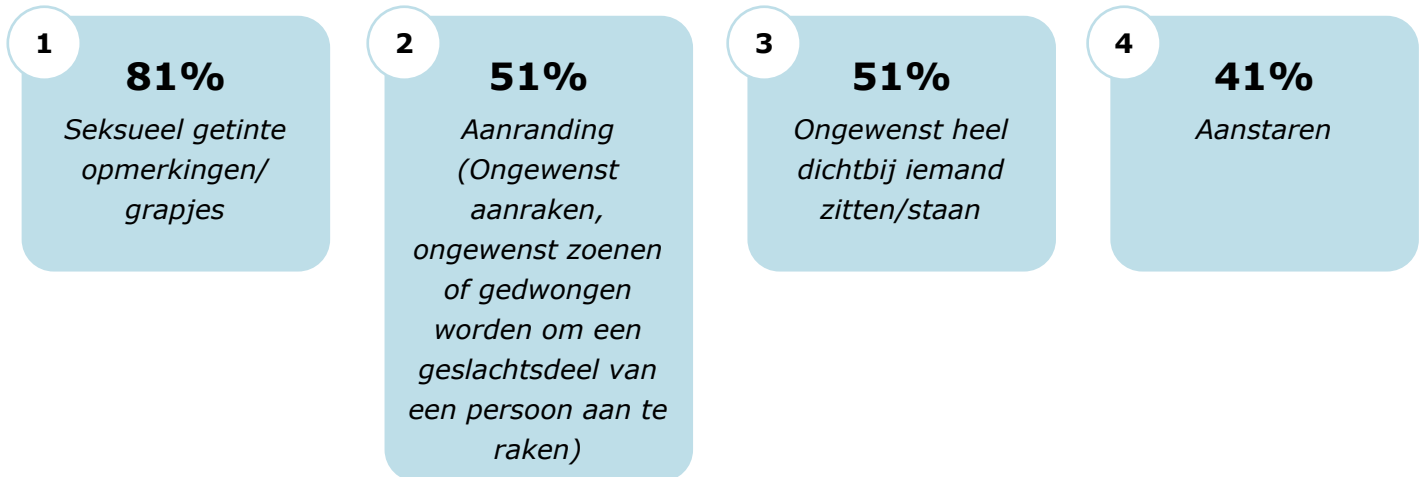 1
81%
Seksueel getinte
opmerkingen/
grapjes
2
51%
Aanranding
(Ongewenst
aanraken,
ongewenst zoenen
of gedwongen
worden om een
geslachtsdeel van
een persoon aan te
raken)
3
51%
Ongewenst heel
dichtbij iemand
zitten/staan
4
41%
Aanstaren